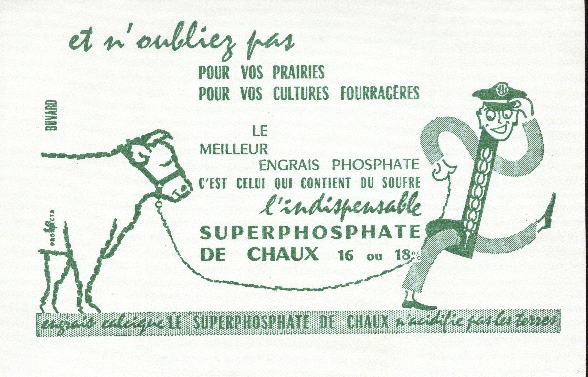 et n'oubliez pas
POUR VOS PRAIRIES
POUR VOS CULTURES FOURRAGÈRES
BUVARD
LE
MEILLEUR
ENGRAIS PHOSPHATE
C'EST CELUI QUI CONTIENT DU SOUFRE
l'indispensable
SUPERPHOSPHATE
DE CHAUX 16 OU 18%
engrais calcique LE SUPERPHOSPHATE DE CHAUX n'acidifie pas les terres